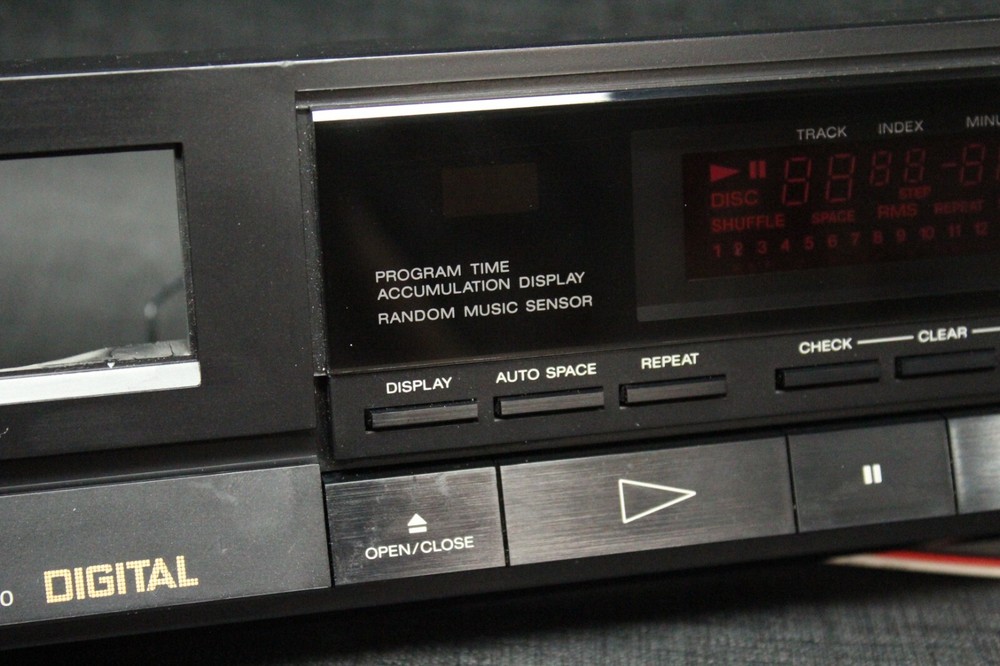 TRACK INDEX
DISC STEP
SHUFFLE SPACE RMS REPEAT
1 2 3 4 5 6 7 8 9 10 11 12
PROGRAM TIME
ACCUMULATION DISPLAY
RANDOM MUSIC SENSOR
DISPLAY AUTO SPACE REPEAT CHECK CLEAR
OPEN/CLOSE
0 DIGITAL